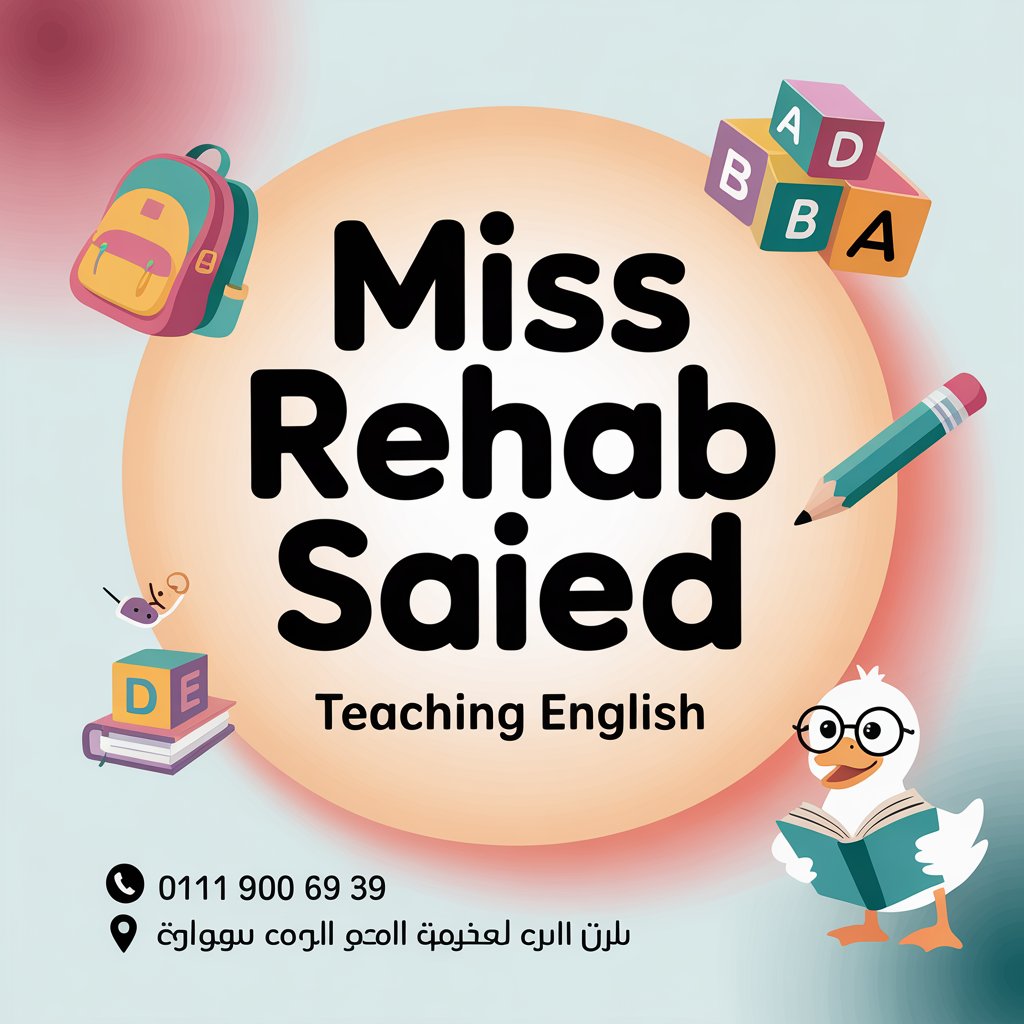 A D
B B A
Miss
Rehab
Saied
D E
Teaching English
0111 900 69 39